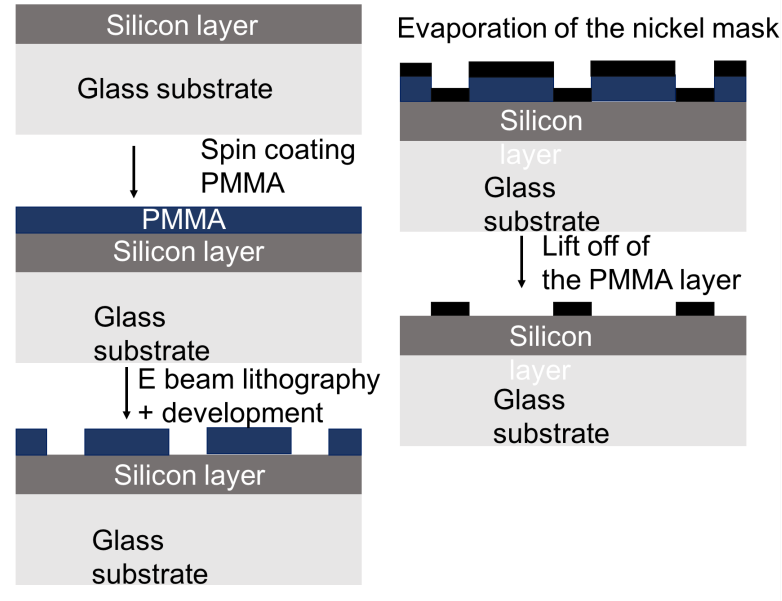 Silicon layer
Glass substrate
Spin coating
PMMA
PMMA
Silicon layer
Glass
substrate
E beam lithography
+ development
Silicon layer
Glass
substrate
Evaporation of the nickel mask
Silicon
layer
Glass
substrate
Lift off of
the PMMA layer
Silicon
layer
Glass
substrate